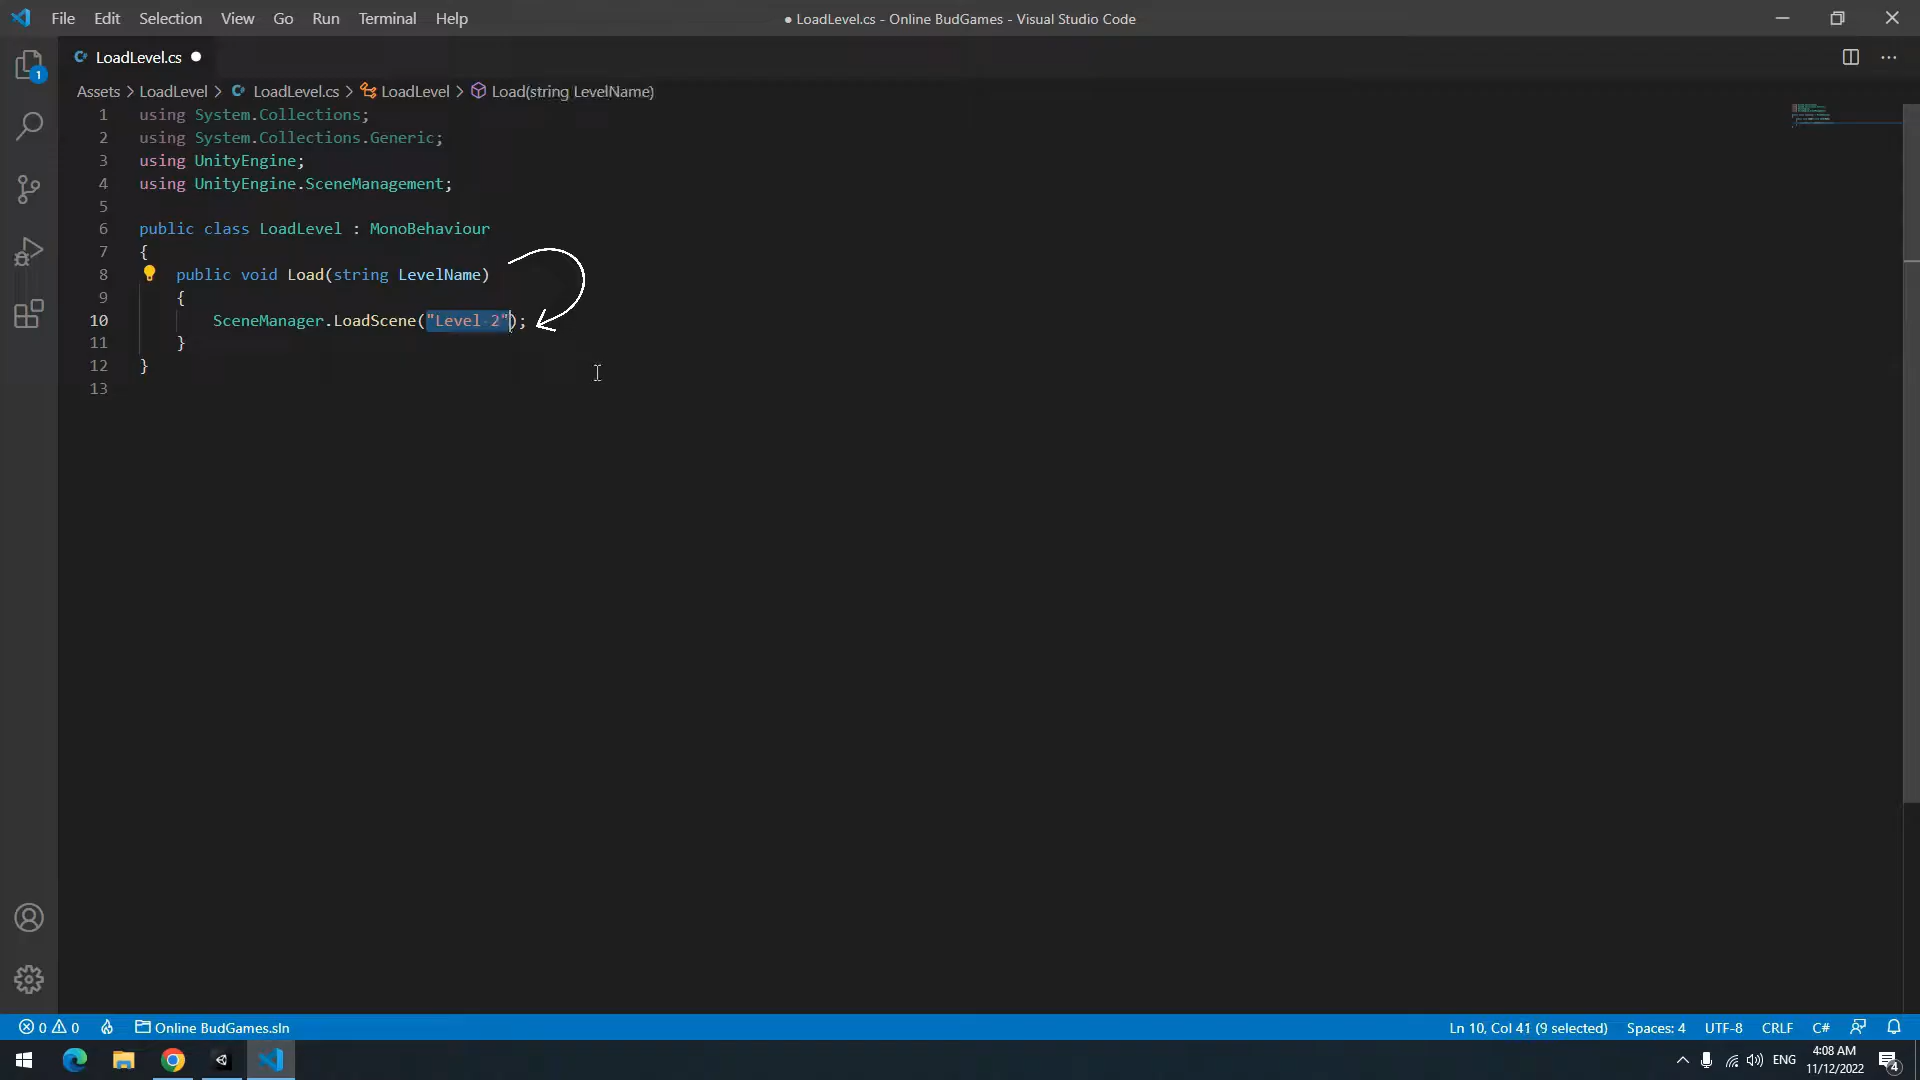 File Edit Selection View Go Run Terminal Help
● LoadLevel.cs - Online BudGames - Visual Studio Code
LoadLevel.cs
Assets > LoadLevel > LoadLevel.cs > LoadLevel > Load(string LevelName)
1 using System.Collections;
2 using System.Collections.Generic;
3 using UnityEngine;
4 using UnityEngine.SceneManagement;
5
6 public class LoadLevel : MonoBehaviour
7 {
8 public void Load(string LevelName)
9 {
10 SceneManager.LoadScene("Level 2");
11 }
12 }
13
1
0 0 Online BudGames.sln
Ln 10, Col 41 (9 selected) Spaces: 4 UTF-8 CRLF C#
ENG
4:08 AM
11/12/2022
4